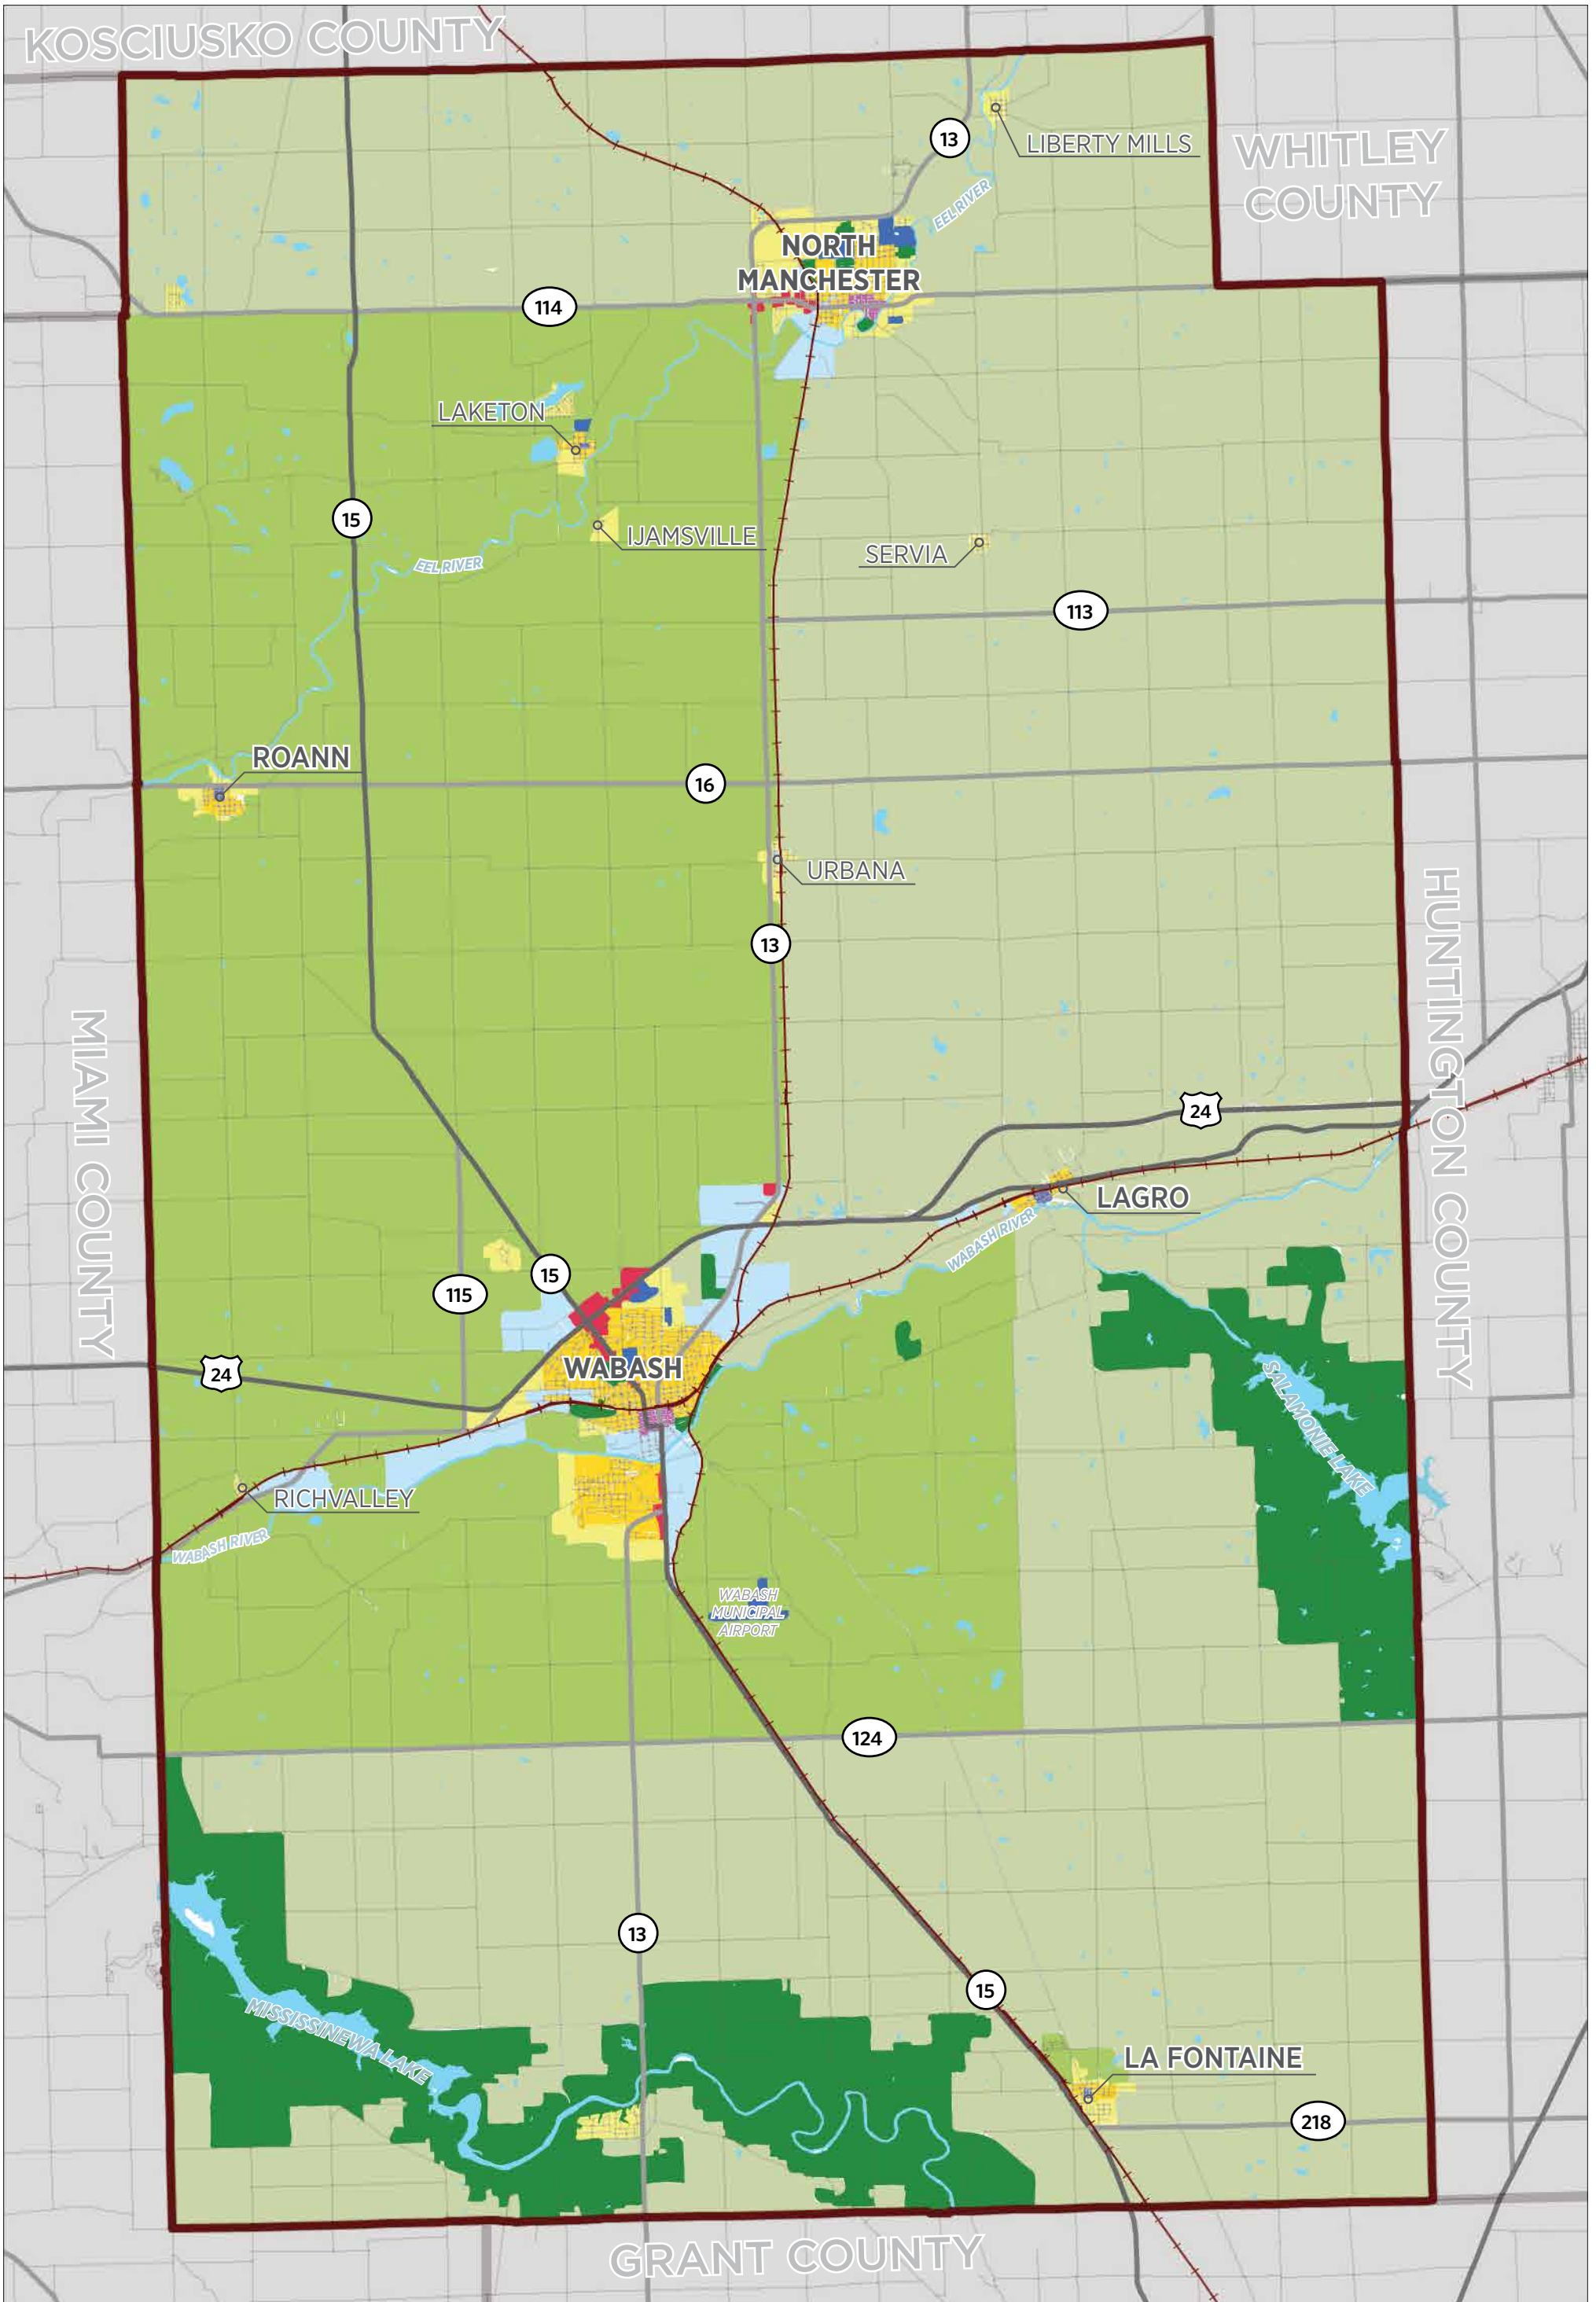 KOSCIUSKO COUNTY
13
LIBERTY MILLS
WHITLEY
COUNTY
EEL RIVER
NORTH
MANCHESTER
114
LAKETON
15
IJAMSVILLE
SERVIA
EEL RIVER
113
ROANN
16
URBANA
13
HUNTINGTON COUNTY
MIAMI COUNTY
24
LAGRO
WABASH RIVER
15
115
WABASH
24
SALAMONIE LAKE
RICHVALLEY
WABASH RIVER
WABASH
MUNICIPAL
AIRPORT
124
13
15
MISSISSINEWA LAKE
LA FONTAINE
218
GRANT COUNTY